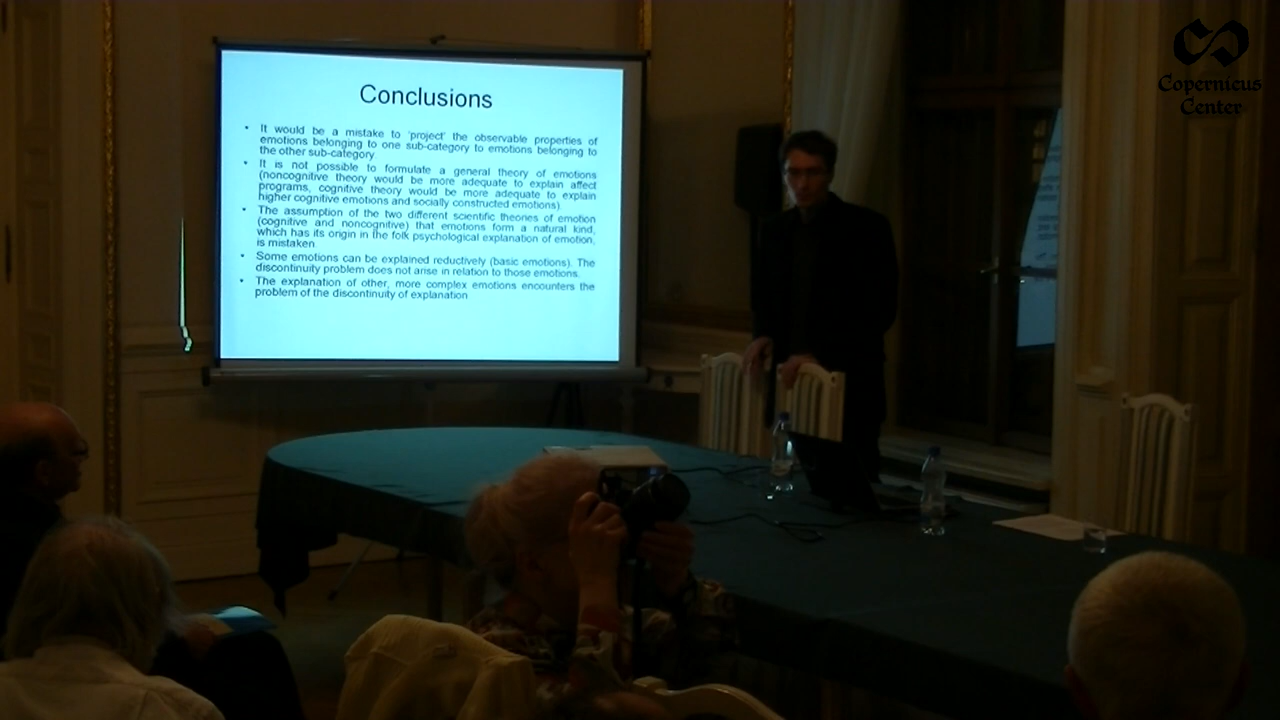 Conclusions
• It would be a mistake to 'project' the observable properties of
emotions belonging to one sub-category to emotions belonging to
the other sub-category
• It is not possible to formulate a general theory of emotions
(noncognitive theory would be more adequate to explain affect
programs, cognitive theory would be more adequate to explain
higher cognitive emotions and socially constructed emotions).
• The assumption of the two different scientific theories of emotion
(cognitive and noncognitive) that emotions form a natural kind,
which has its origin in the folk psychological explanation of emotion,
is mistaken.
• Some emotions can be explained reductively (basic emotions). The
discontinuity problem does not arise in relation to those emotions.
• The explanation of other, more complex emotions encounters the
problem of the discontinuity of explanation
Copernicus
Center